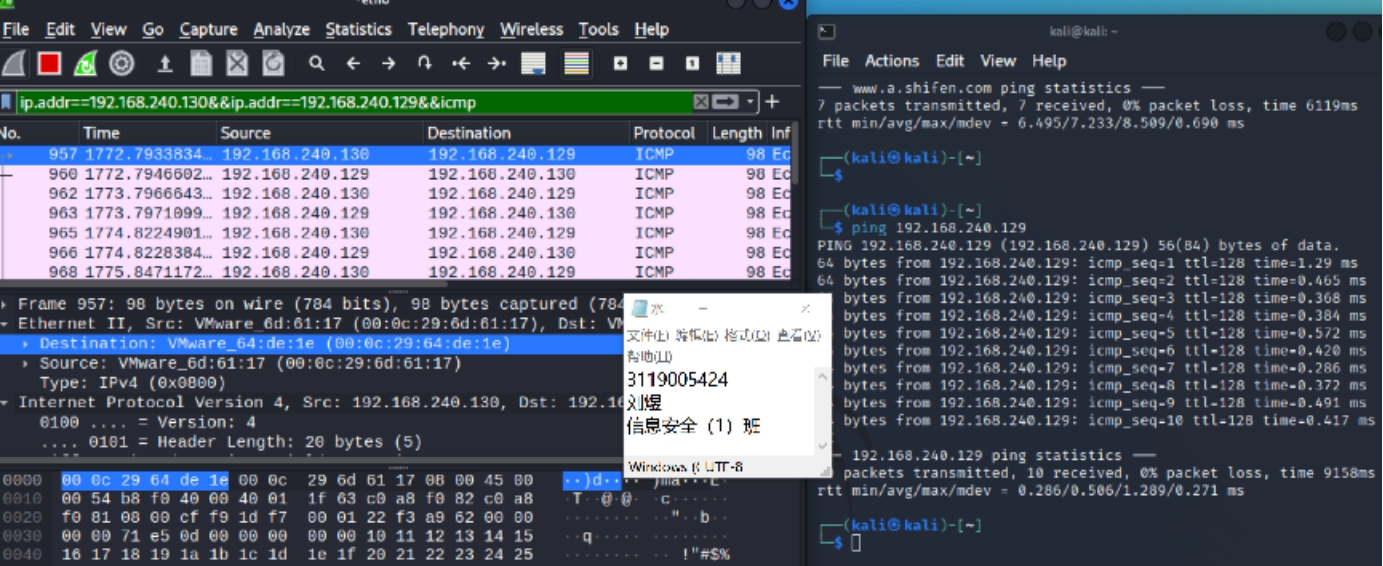 File Edit View Go Capture Analyze Statistics Telephony Wireless Tools Help
ip.addr==192.168.240.130&&ip.addr==192.168.240.129&&icmp
No. Time Source Destination Protocol Length Inf
957 1772.7933834… 192.168.240.130 192.168.240.129 ICMP 98 Ec
960 1772.7946602… 192.168.240.129 192.168.240.130 ICMP 98 Ec
962 1773.7966643… 192.168.240.130 192.168.240.129 ICMP 98 Ec
963 1773.7971099… 192.168.240.129 192.168.240.130 ICMP 98 Ec
965 1774.8224901… 192.168.240.130 192.168.240.129 ICMP 98 Ec
966 1774.8228384… 192.168.240.129 192.168.240.130 ICMP 98 Ec
968 1775.8471172… 192.168.240.130 192.168.240.129 ICMP 98 Ec
Frame 957: 98 bytes on wire (784 bits), 98 bytes captured (784
Ethernet II, Src: VMware_6d:61:17 (00:0c:29:6d:61:17), Dst: VM
Destination: VMware_64:de:1e (00:0c:29:64:de:1e)
Source: VMware_6d:61:17 (00:0c:29:6d:61:17)
Type: IPv4 (0x0800)
Internet Protocol Version 4, Src: 192.168.240.130, Dst: 192.16
0100 .... = Version: 4
.... 0101 = Header Length: 20 bytes (5)
0000 00 0c 29 64 de 1e 00 0c 29 6d 61 17 08 00 45 00 ··)d·· ·· )ma···E·
0010 00 54 b8 f0 40 00 40 01 1f 63 c0 a8 f0 82 c0 a8 ·T··@·@· ·c······
0020 f0 81 08 00 cf f9 1d f7 00 01 22 f3 a9 62 00 00 ········ ··"··b··
0030 00 00 71 e5 0d 00 00 00 00 00 10 11 12 13 14 15 ··q····· ········
0040 16 17 18 19 1a 1b 1c 1d 1e 1f 20 21 22 23 24 25 ········ ·· !"#$%
水
文件(F) 编辑(E) 格式(O) 查看(V)
帮助(H)
3119005424
刘煜
信息安全（1）班
Windows (CUTF-8
kali@kali: ~
File Actions Edit View Help
— www.a.shifen.com ping statistics —
7 packets transmitted, 7 received, 0% packet loss, time 6119ms
rtt min/avg/max/mdev = 6.495/7.233/8.509/0.690 ms
┌──(kali㉿kali)-[~]
└─$
┌──(kali㉿kali)-[~]
└─$ ping 192.168.240.129
PING 192.168.240.129 (192.168.240.129) 56(84) bytes of data.
64 bytes from 192.168.240.129: icmp_seq=1 ttl=128 time=1.29 ms
64 bytes from 192.168.240.129: icmp_seq=2 ttl=128 time=0.465 ms
bytes from 192.168.240.129: icmp_seq=3 ttl=128 time=0.368 ms
bytes from 192.168.240.129: icmp_seq=4 ttl=128 time=0.384 ms
bytes from 192.168.240.129: icmp_seq=5 ttl=128 time=0.572 ms
bytes from 192.168.240.129: icmp_seq=6 ttl=128 time=0.420 ms
bytes from 192.168.240.129: icmp_seq=7 ttl=128 time=0.286 ms
bytes from 192.168.240.129: icmp_seq=8 ttl=128 time=0.372 ms
bytes from 192.168.240.129: icmp_seq=9 ttl=128 time=0.491 ms
bytes from 192.168.240.129: icmp_seq=10 ttl=128 time=0.417 ms
192.168.240.129 ping statistics —
packets transmitted, 10 received, 0% packet loss, time 9158ms
rtt min/avg/max/mdev = 0.286/0.506/1.289/0.271 ms
┌──(kali㉿kali)-[~]
└─$